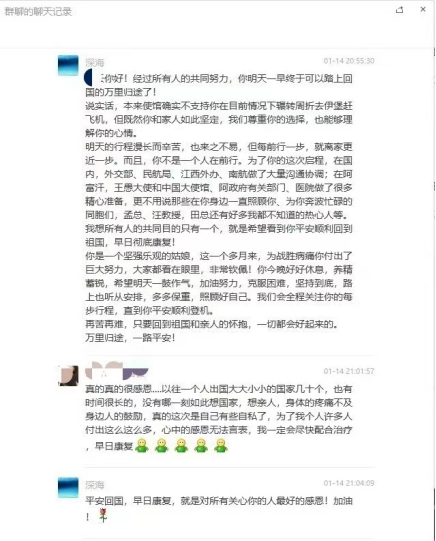 群聊的聊天记录
深海
01-14 20:55:30
你好！经过所有人的共同努力，你明天一早终于可以踏上回
国的万里归途了！
说实话，本来使馆确实不支持你在目前情况下辗转周折去伊堡赶
飞机，但既然你和家人如此坚定，我们尊重你的选择，也能够理
解你的心情。
明天的行程漫长而辛苦，也来之不易，但每前行一步，就离家更
近一步。而且，你不是一个人在前行。为了你的这次启程，在国
内，外交部、民航局、江西外办、南航做了大量沟通协调；在阿
富汗，王愚大使和中国大使馆、阿政府有关部门、医院做了很多
精心准备，更不用说那些在你身边一直照顾你、为你奔波忙碌的
同胞们，孟总、汪教授，田总还有好多我都不知道的热心人等。
我想所有人的共同目的只有一个，就是希望看到你平安顺利回到
祖国，早日彻底康复！
你是一个坚强乐观的姑娘，这一个多月来，为战胜病痛你付出了
巨大努力，大家都看在眼里，非常钦佩！你今晚好好休息，养精
蓄锐，希望明天一鼓作气，加油努力，克服困难，坚持到底，路
上也听从安排，多多保重，照顾好自己。我们会全程关注你的每
步行程，直到你平安顺利登机。
再苦再难，只要回到祖国和亲人的怀抱，一切都会好起来的。
万里归途，一路平安！
01-14 21:01:57
真的真的很感恩....以往一个人出国大大小小的国家几十个，也有
时间很长的，没有哪一刻如此想国家，想亲人，身体的疼痛不及
身边人的鼓励，真的这次是自己有些自私了，为了我个人许多人
付出这么这么多，心中的感恩无法言表，我一定会尽快配合治疗
，早日康复
深海
01-14 21:04:09
平安回国，早日康复，就是对所有关心你的人最好的感恩！加油
！